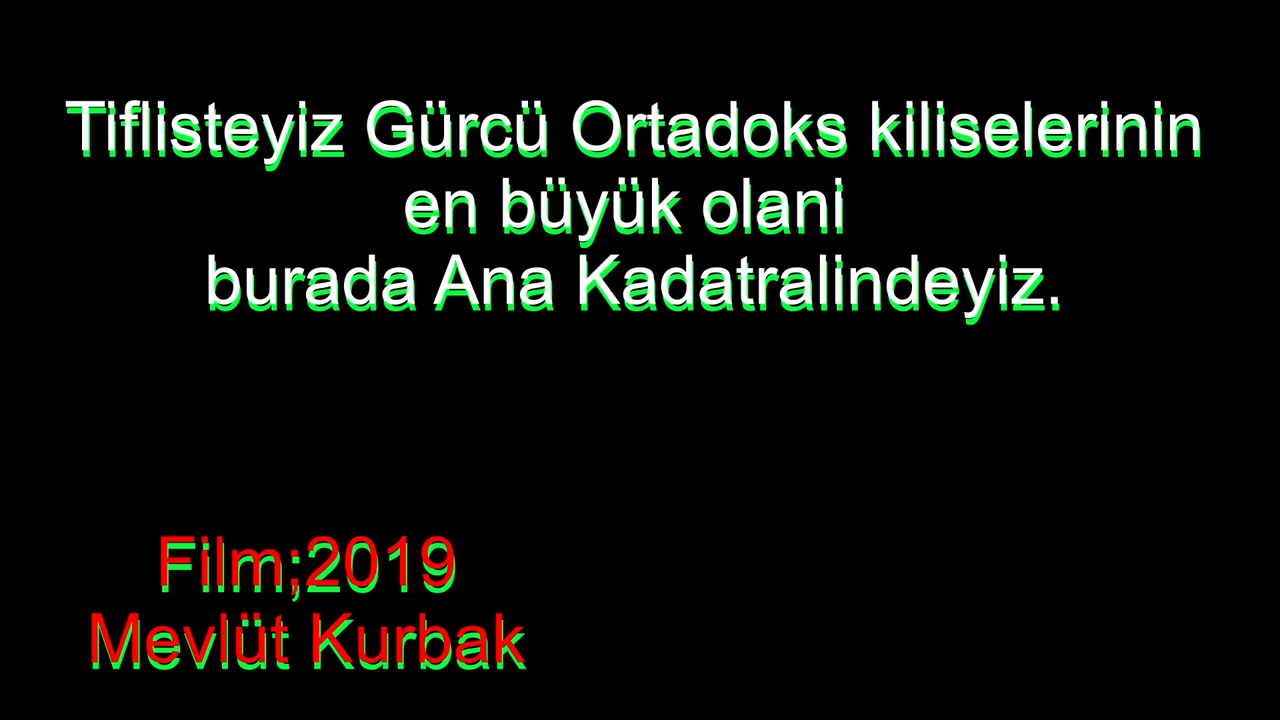 Tiflisteyiz Gürcü Ortadoks kiliselerinin
en büyük olani
burada Ana Kadatralindeyiz.
Film;2019
Mevlüt Kurbak